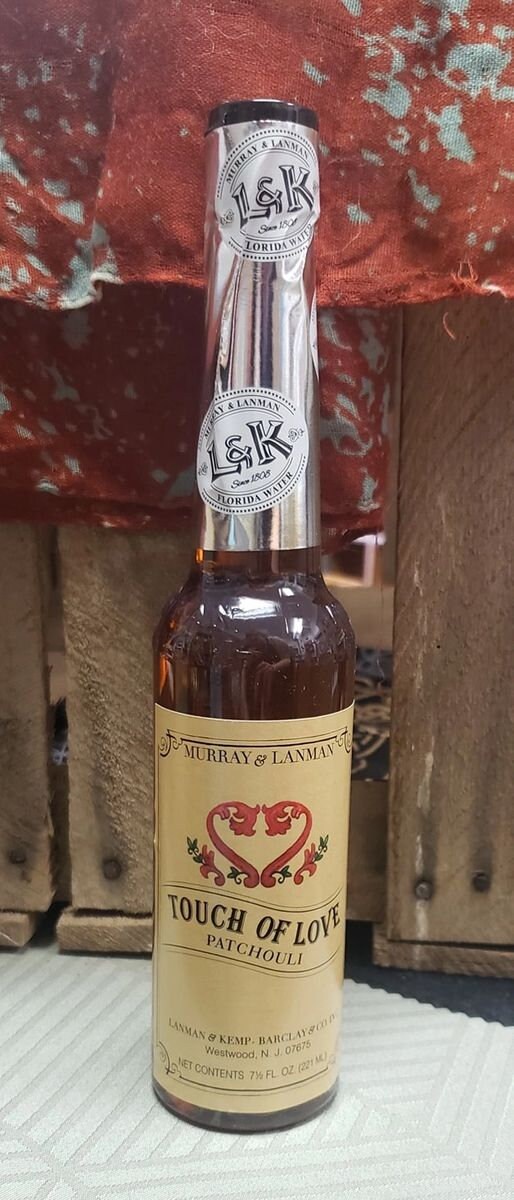 MURRAY & LANMAN
L&K
Since 1808
FLORIDA WATER
MURRAY & LANMAN
L&K
Since 1808
FLORIDA WATER
MURRAY & LANMAN
TOUCH OF LOVE
PATCHOULI
LANMAN & KEMP - BARCLAY & CO.
Westwood, N. J. 07675
NET CONTENTS 7½ FL. OZ. (221 ML)